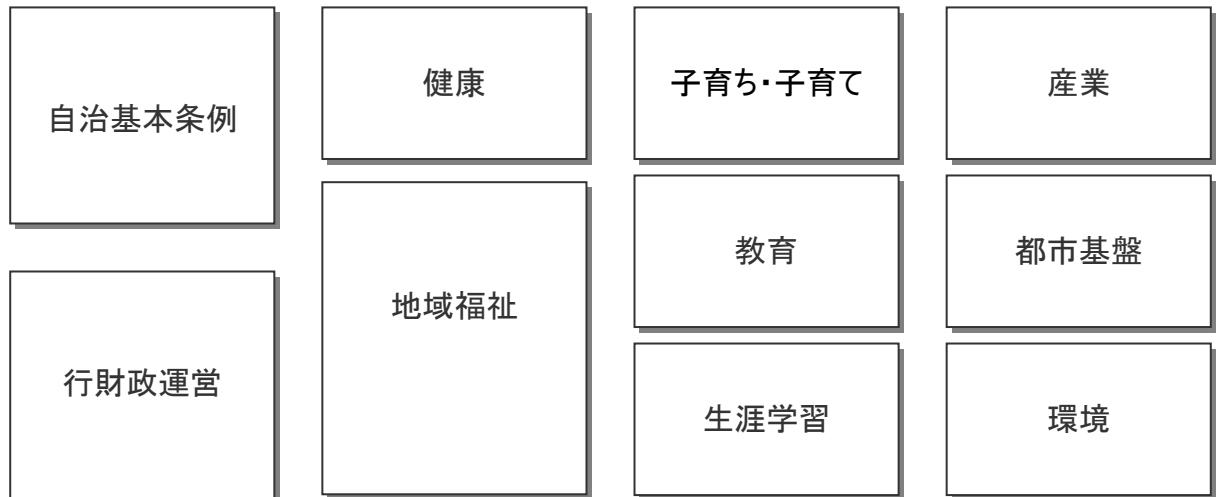 自治基本条例
行財政運営
健康
地域福祉
子育ち・子育て
教育
生涯学習
産業
都市基盤
環境